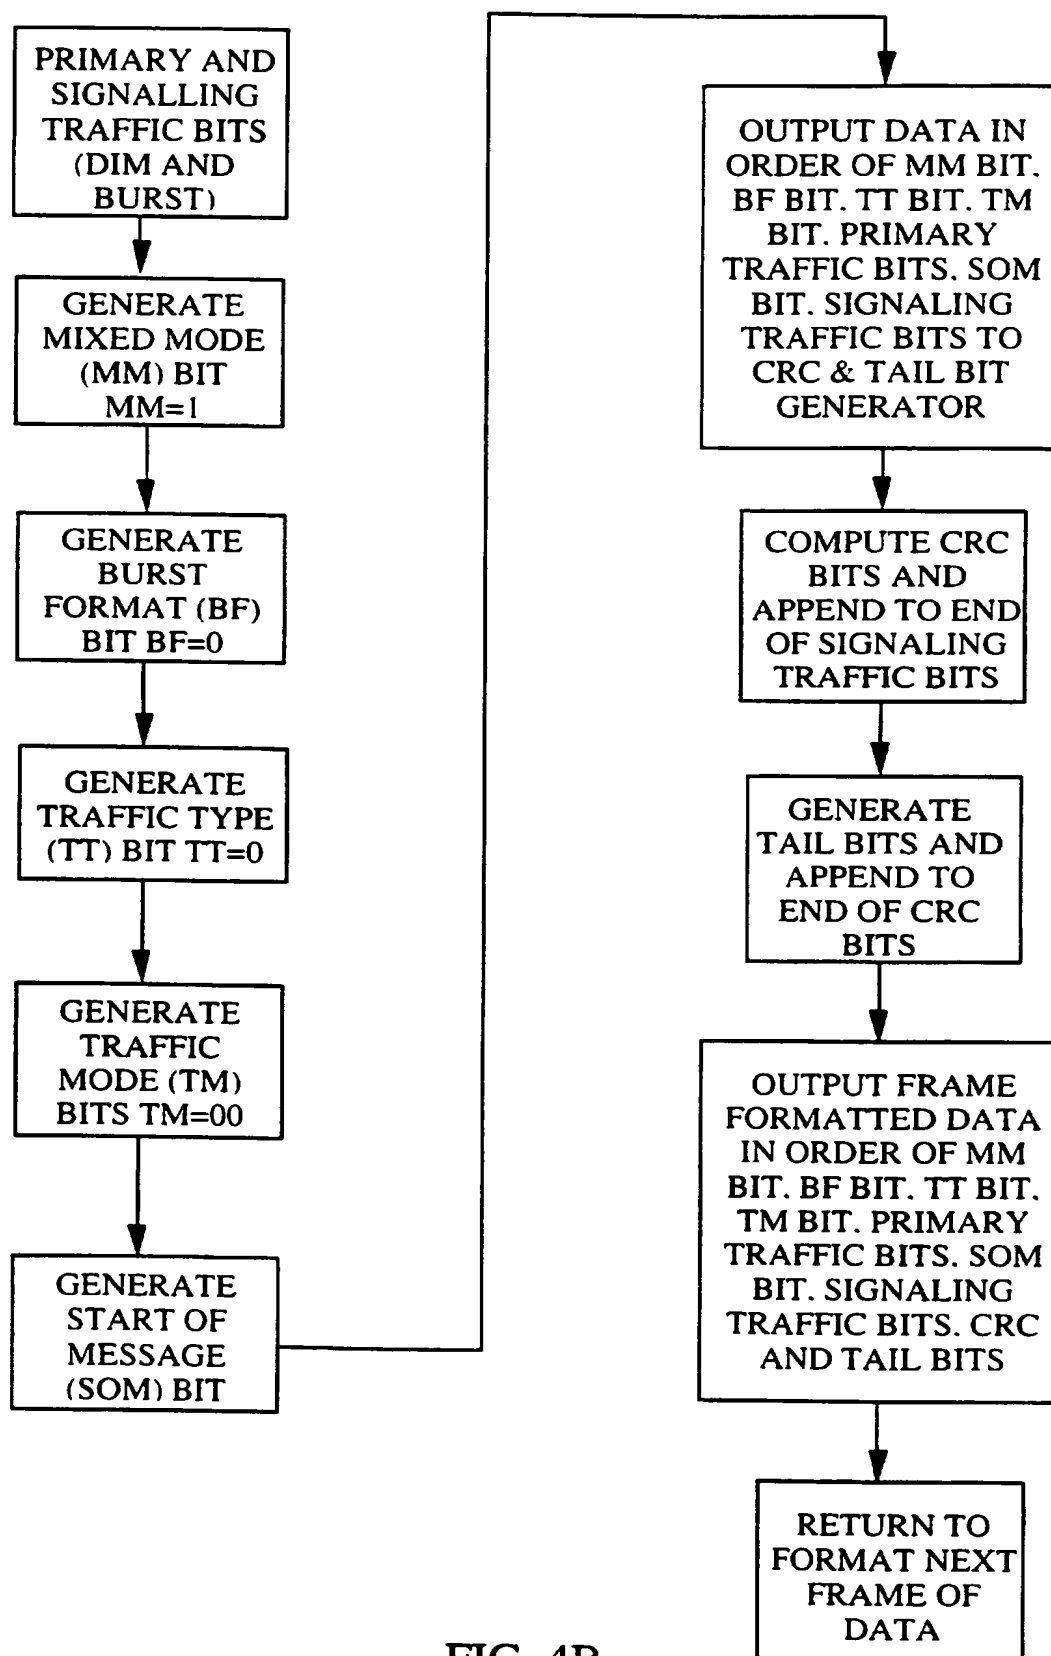 PRIMARY AND
SIGNALLING
TRAFFIC BITS
(DIM AND
BURST)
GENERATE
MIXED MODE
(MM) BIT
MM=1
GENERATE
BURST
FORMAT (BF)
BIT BF=0
GENERATE
TRAFFIC TYPE
(TT) BIT TT=0
GENERATE
TRAFFIC
MODE (TM)
BITS TM=00
GENERATE
START OF
MESSAGE
(SOM) BIT
OUTPUT DATA IN
ORDER OF MM BIT.
BF BIT. TT BIT. TM
BIT. PRIMARY
TRAFFIC BITS. SOM
BIT. SIGNALING
TRAFFIC BITS TO
CRC & TAIL BIT
GENERATOR
COMPUTE CRC
BITS AND
APPEND TO END
OF SIGNALING
TRAFFIC BITS
GENERATE
TAIL BITS AND
APPEND TO
END OF CRC
BITS
OUTPUT FRAME
FORMATTED DATA
IN ORDER OF MM
BIT. BF BIT. TT BIT.
TM BIT. PRIMARY
TRAFFIC BITS. SOM
BIT. SIGNALING
TRAFFIC BITS. CRC
AND TAIL BITS
RETURN TO
FORMAT NEXT
FRAME OF
DATA